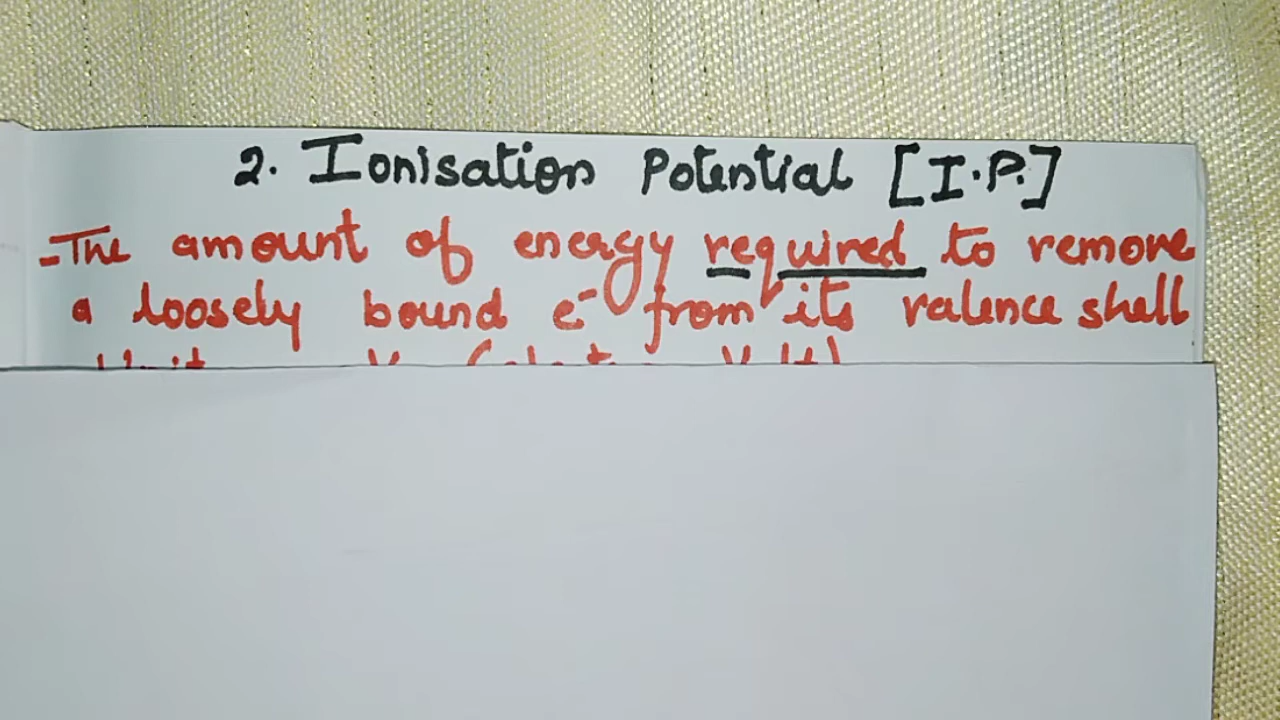 2. Ionisation Potential [I.P.]
-The amount of energy required to remove
a loosely bound e⁻ from its valence shell